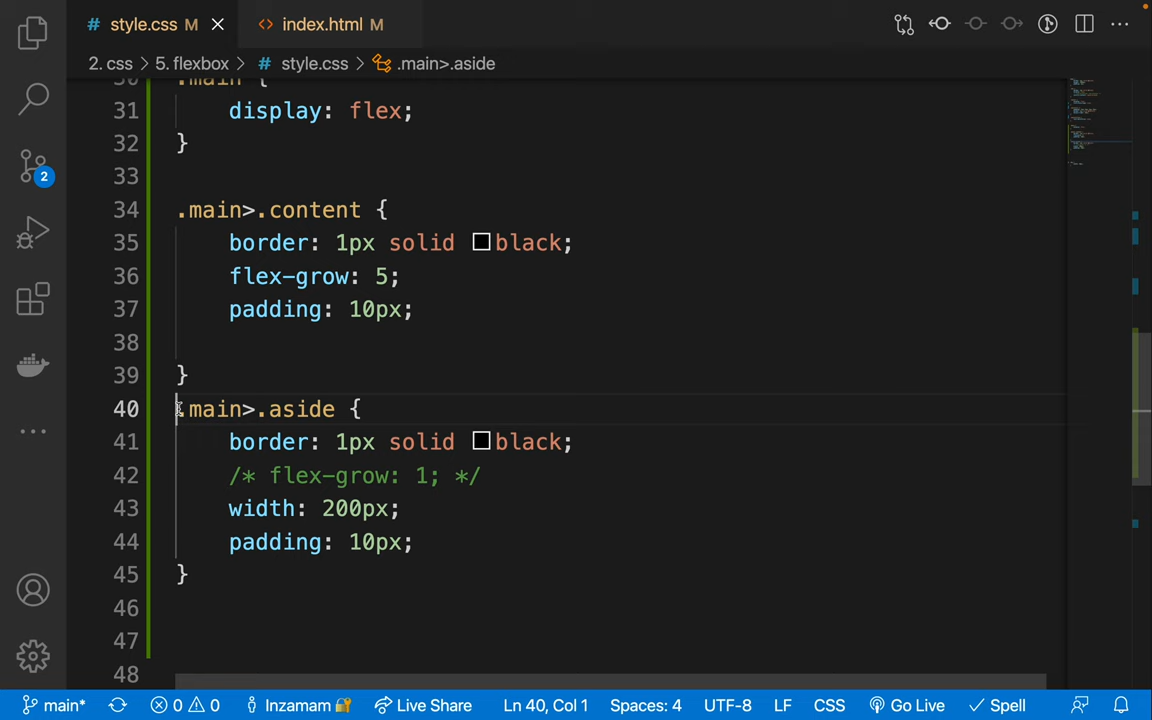 # style.css M × <> index.html M
2. css > 5. flexbox > # style.css > .main>.aside
30 .main {
31 display: flex;
32 }
33
34 .main>.content {
35 border: 1px solid black;
36 flex-grow: 5;
37 padding: 10px;
38
39 }
40 .main>.aside {
41 border: 1px solid black;
42 /* flex-grow: 1; */
43 width: 200px;
44 padding: 10px;
45 }
46
47
48
2
main* 0 0 Inzamam Live Share Ln 40, Col 1 Spaces: 4 UTF-8 LF CSS Go Live Spell